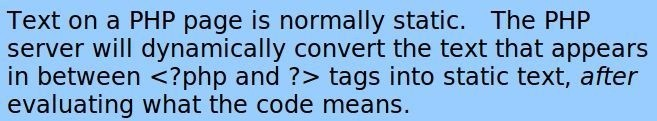 Text on a PHP page is normally static.   The PHP
server will dynamically convert the text that appears
in between <?php and ?> tags into static text, after
evaluating what the code means.